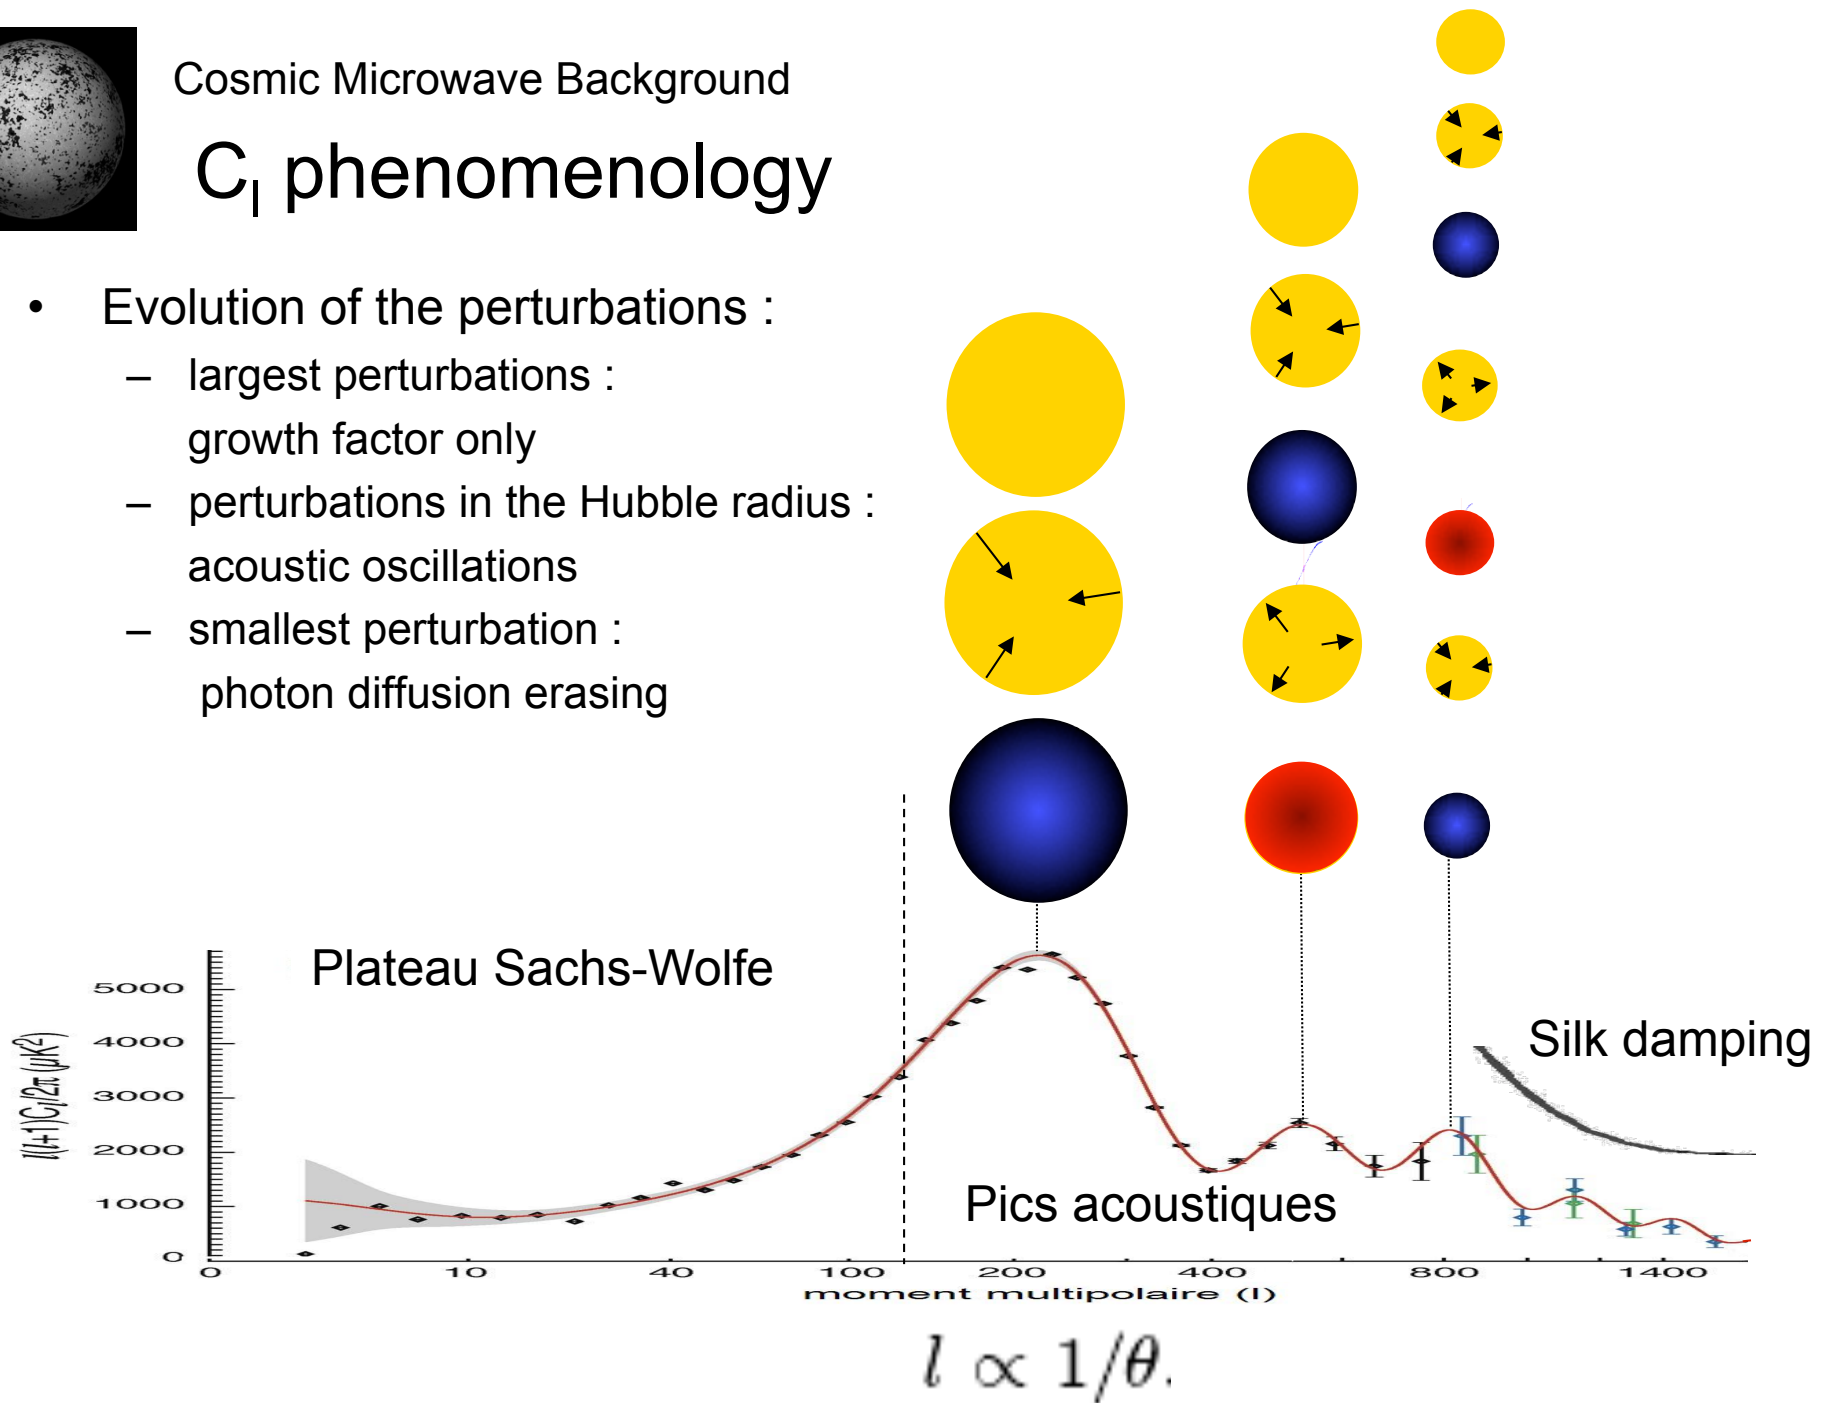 Cosmic Microwave Background
C_l phenomenology
• Evolution of the perturbations :
– largest perturbations :
growth factor only
– perturbations in the Hubble radius :
acoustic oscillations
– smallest perturbation :
photon diffusion erasing
Plateau Sachs-Wolfe
Silk damping
Pics acoustiques
l(l+1)C_l/2π (μK²)
5000
4000
3000
2000
1000
0
0 10 40 100 200 400 800 1400
moment multipolaire (l)
l ∝ 1/θ.